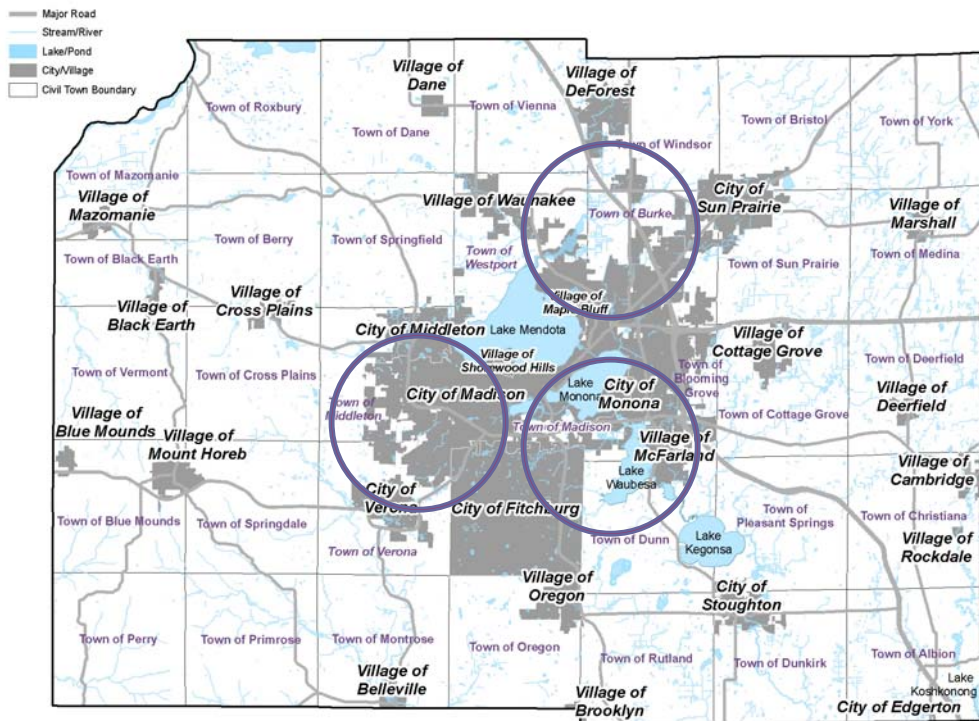 Major Road
Stream/River
Lake/Pond
City/Village
Civil Town Boundary
Village of
Dane
Village of
DeForest
Town of Roxbury
Town of Dane
Town of Vienna
Town of Windsor
Town of Bristol
Town of York
Town of Mazomanie
Village of
Mazomanie
Village of Waunakee
Town of Burke
City of
Sun Prairie
Village of
Marshall
Town of Berry
Town of Springfield
Town of
Westport
Town of Black Earth
Town of Sun Prairie
Town of Medina
Village of
Black Earth
Village of
Cross Plains
City of Middleton
Lake Mendota
Village of
Maple Bluff
Village of
Cottage Grove
Village of
Shorewood Hills
Town of Vermont
Town of Cross Plains
Town of
Middleton
City of Madison
Lake
Monona
City of
Monona
Town of
Blooming
Grove
Town of Deerfield
Village of
Deerfield
Village of
Blue Mounds
Village of
Mount Horeb
Town of Madison
Town of Cottage Grove
Village of
McFarland
Lake
Waubesa
Village of
Cambridge
City of
Verona
City of Fitchburg
Town of Blue Mounds
Town of Springdale
Town of Verona
Town of Dunn
Lake
Kegonsa
Town of
Pleasant Springs
Town of Christiana
Village of
Rockdale
Village of
Oregon
City of
Stoughton
Town of Perry
Town of Primrose
Town of Montrose
Town of Oregon
Town of Rutland
Town of Dunkirk
Town of Albion
Village of
Belleville
Village of
Brooklyn
Lake
Koshkonong
City of Edgerton